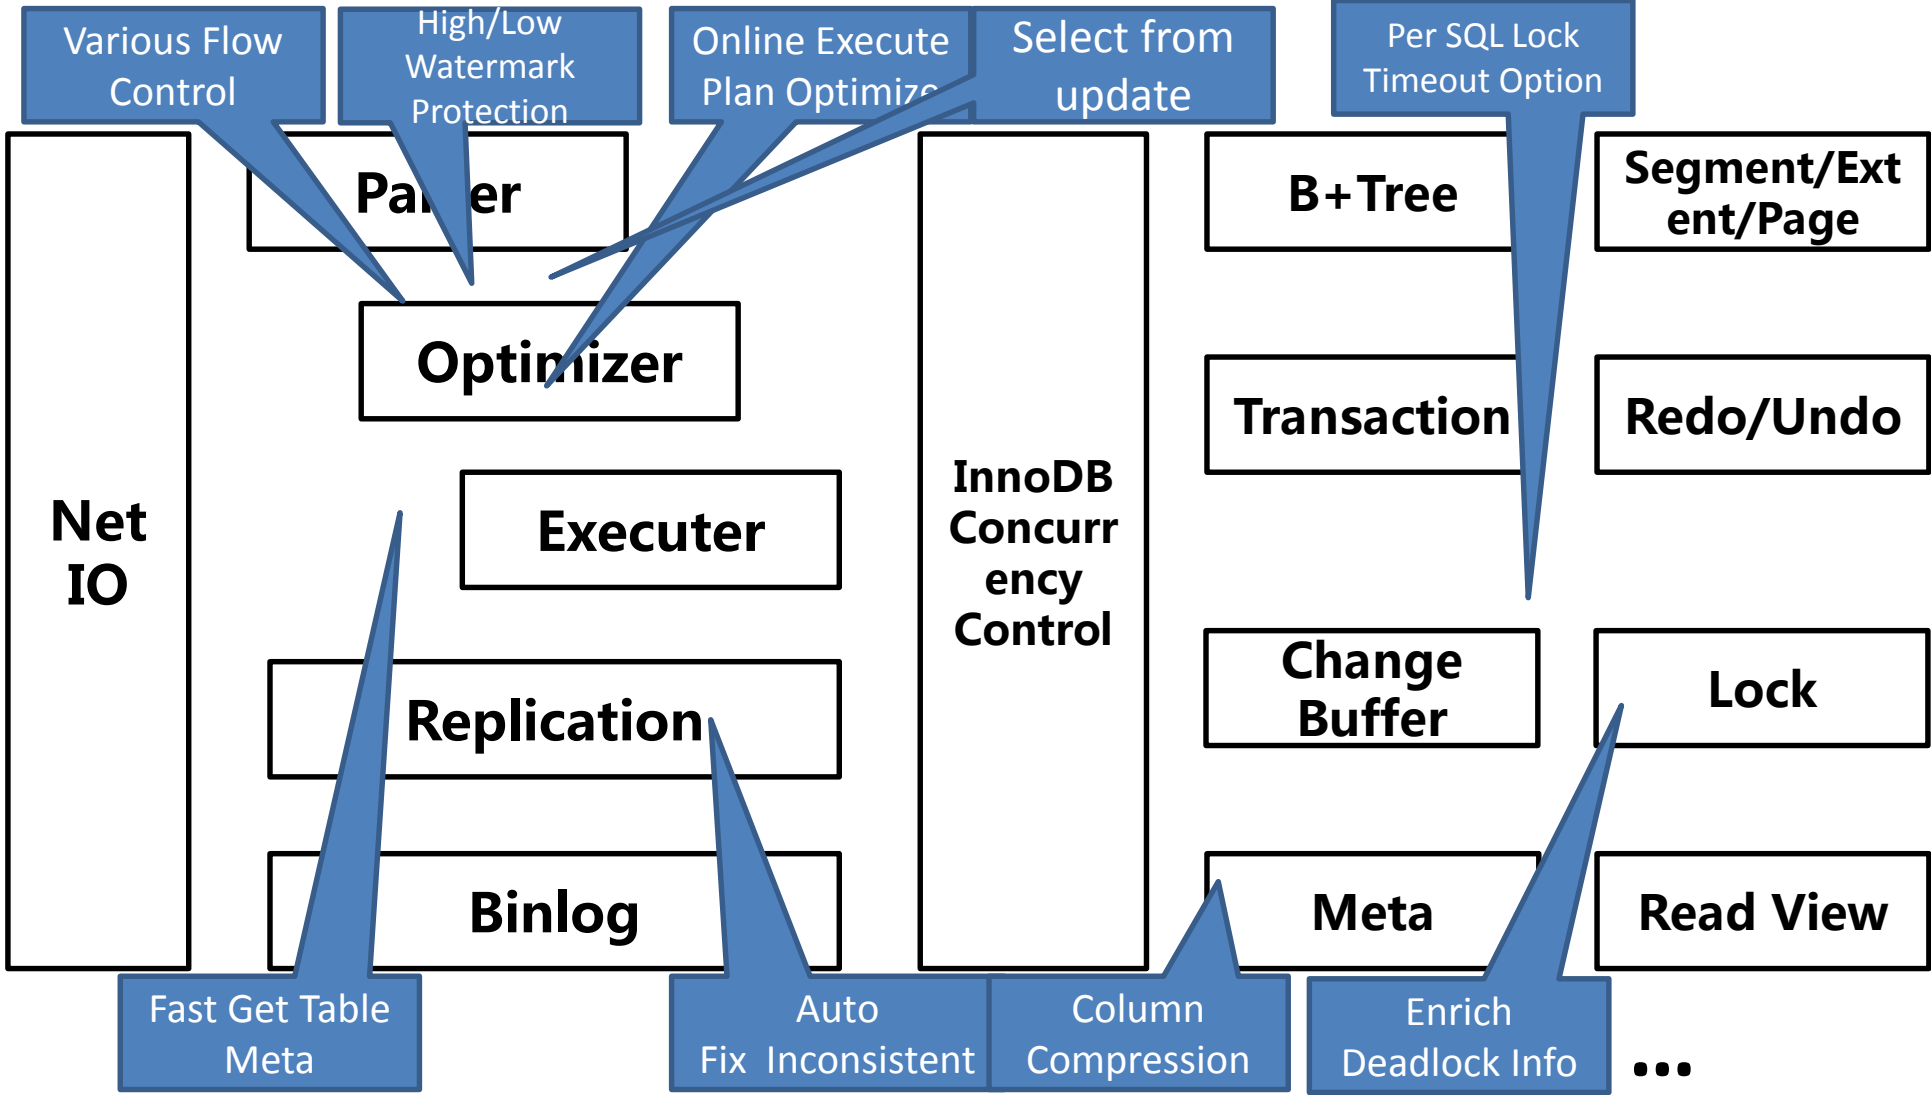 Various Flow
Control
High/Low
Watermark
Protection
Online Execute
Plan Optimize
Select from
update
Per SQL Lock
Timeout Option
Net
IO
Optimizer
Executer
Replication
Binlog
InnoDB
Concurr
ency
Control
B+Tree
Segment/Ext
ent/Page
Transaction
Redo/Undo
Change
Buffer
Lock
Meta
Read View
Fast Get Table
Meta
Auto
Fix  Inconsistent
Column
Compression
Enrich
Deadlock Info
...